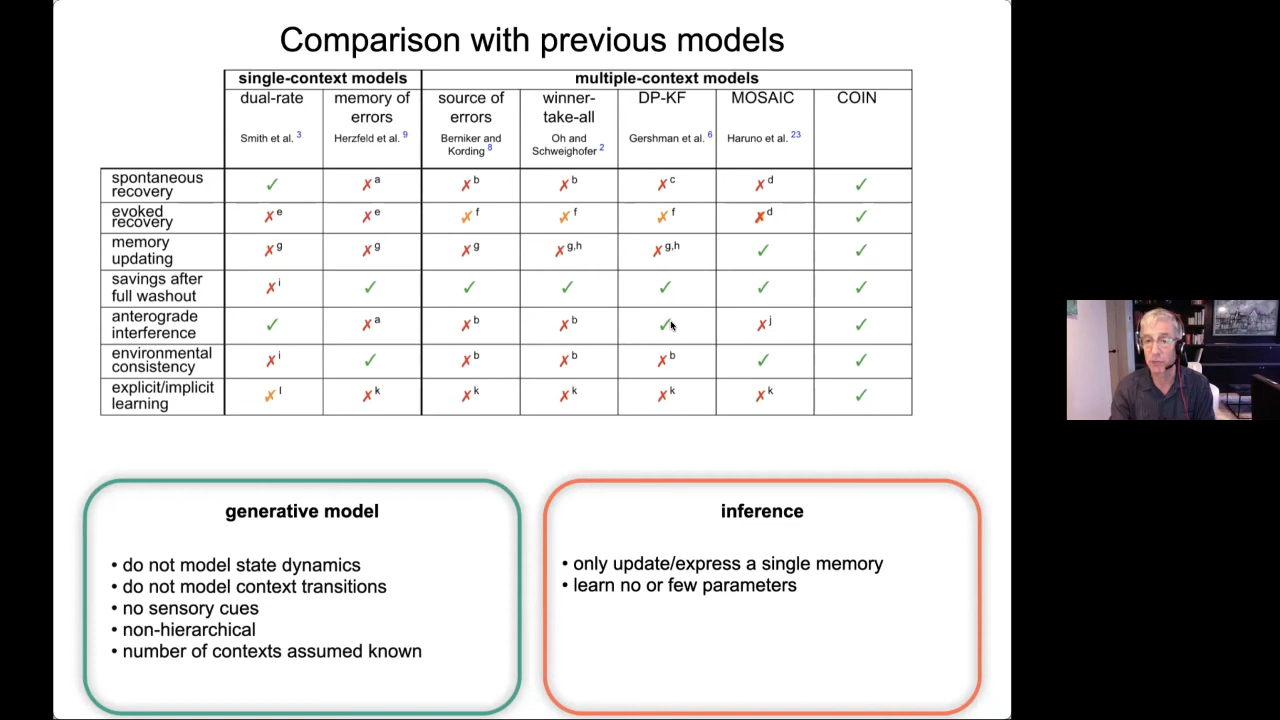 Comparison with previous models
single-context models multiple-context models
dual-rate memory of errors source of errors winner-take-all DP-KF MOSAIC COIN
Smith et al. 3 Herzfeld et al. 9 Berniker and Kording 8 Oh and Schweighofer 2 Gershman et al. 6 Haruno et al. 23
spontaneous recovery ✓ ✗a ✗b ✗b ✗c ✗d ✓
evoked recovery ✗e ✗e ✗f ✗f ✗f ✗d ✓
memory updating ✗g ✗g ✗g ✗g,h ✗g,h ✓ ✓
savings after full washout ✗i ✓ ✓ ✓ ✓ ✓ ✓
anterograde interference ✓ ✗a ✗b ✗b ✓ ✗j ✓
environmental consistency ✗i ✓ ✗b ✗b ✗b ✓ ✓
explicit/implicit learning ✗l ✗k ✗k ✗k ✗k ✗k ✓
generative model
• do not model state dynamics
• do not model context transitions
• no sensory cues
• non-hierarchical
• number of contexts assumed known
inference
• only update/express a single memory
• learn no or few parameters